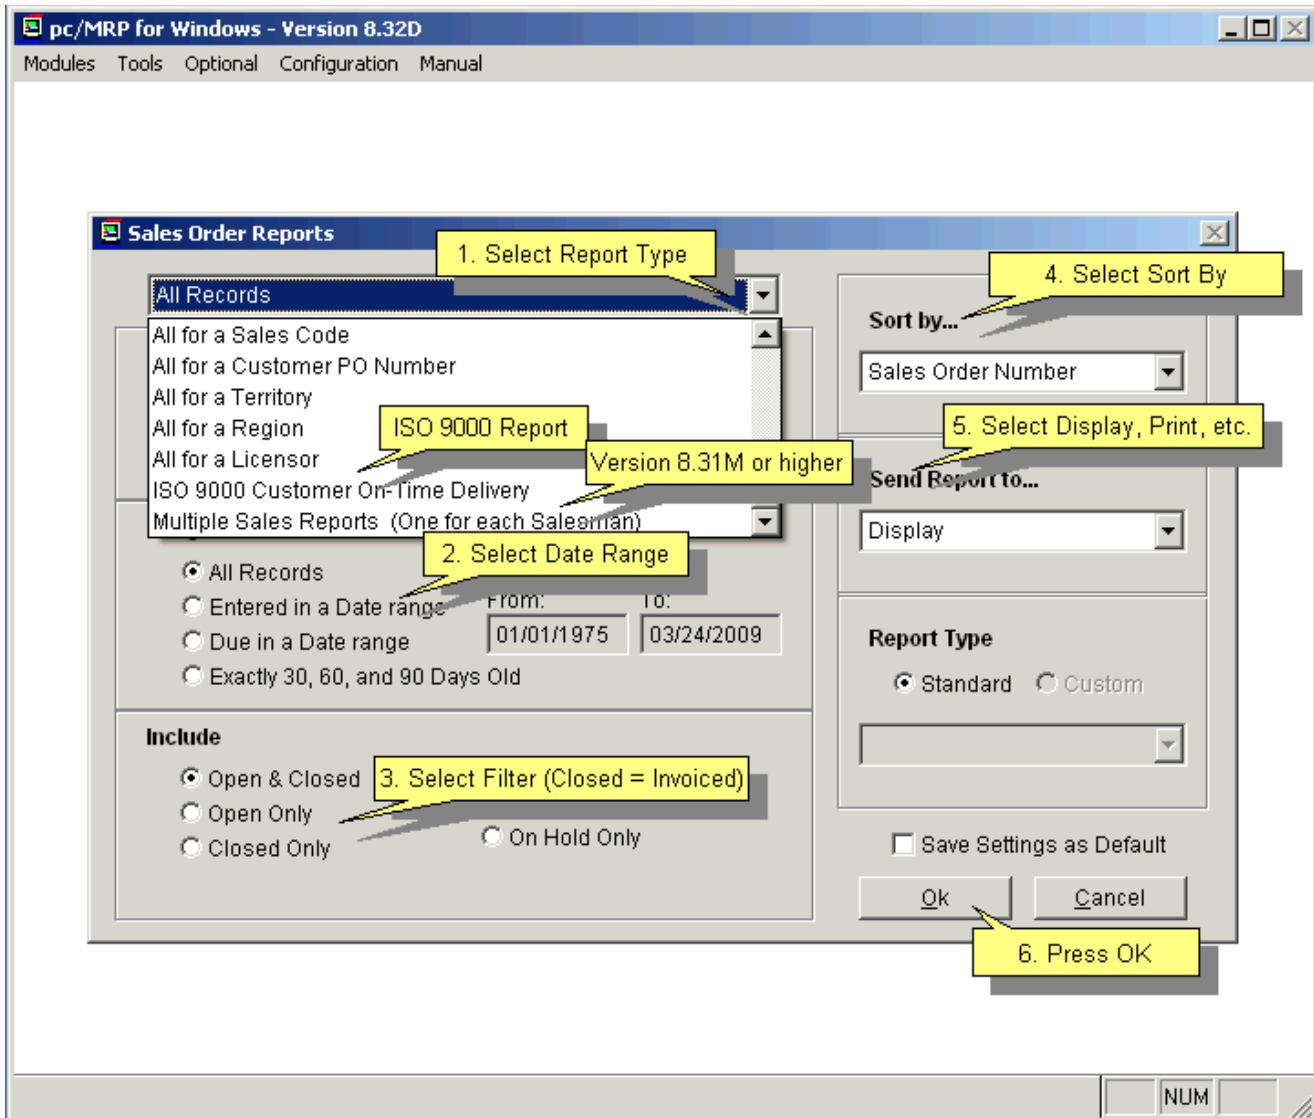 pc/MRP for Windows - Version 8.32D
Modules Tools Optional Configuration Manual
Sales Order Reports
1. Select Report Type
All Records
All for a Sales Code
All for a Customer PO Number
All for a Territory
All for a Region
ISO 9000 Report
All for a Licensor
Version 8.31M or higher
ISO 9000 Customer On-Time Delivery
Multiple Sales Reports (One for each Salesman)
2. Select Date Range
All Records
Entered in a Date range
From: To:
Due in a Date range
01/01/1975 03/24/2009
Exactly 30, 60, and 90 Days Old
Include
Open & Closed
3. Select Filter (Closed = Invoiced)
Open Only
Closed Only
On Hold Only
4. Select Sort By
Sort by...
Sales Order Number
5. Select Display, Print, etc.
Send Report to...
Display
Report Type
Standard Custom
Save Settings as Default
Ok Cancel
6. Press OK
NUM